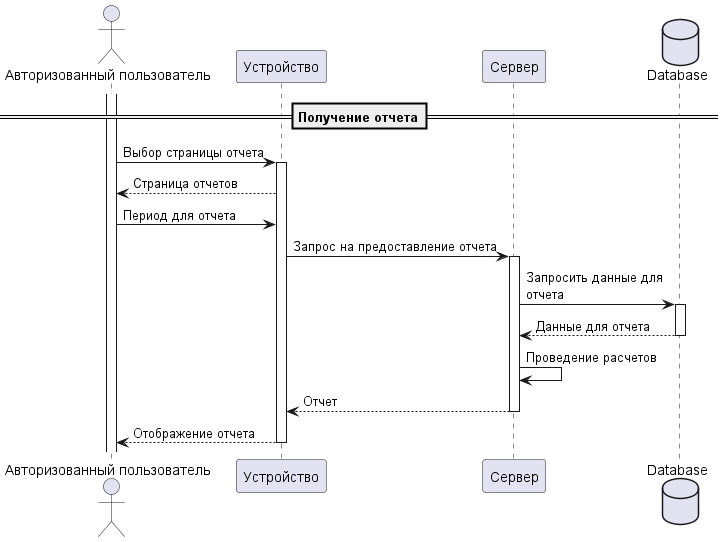 Авторизованный пользователь
Устройство
Сервер
Database
Получение отчета
Выбор страницы отчета
Страница отчетов
Период для отчета
Запрос на предоставление отчета
Запросить данные для
отчета
Данные для отчета
Проведение расчетов
Отчет
Отображение отчета
Авторизованный пользователь
Устройство
Сервер
Database